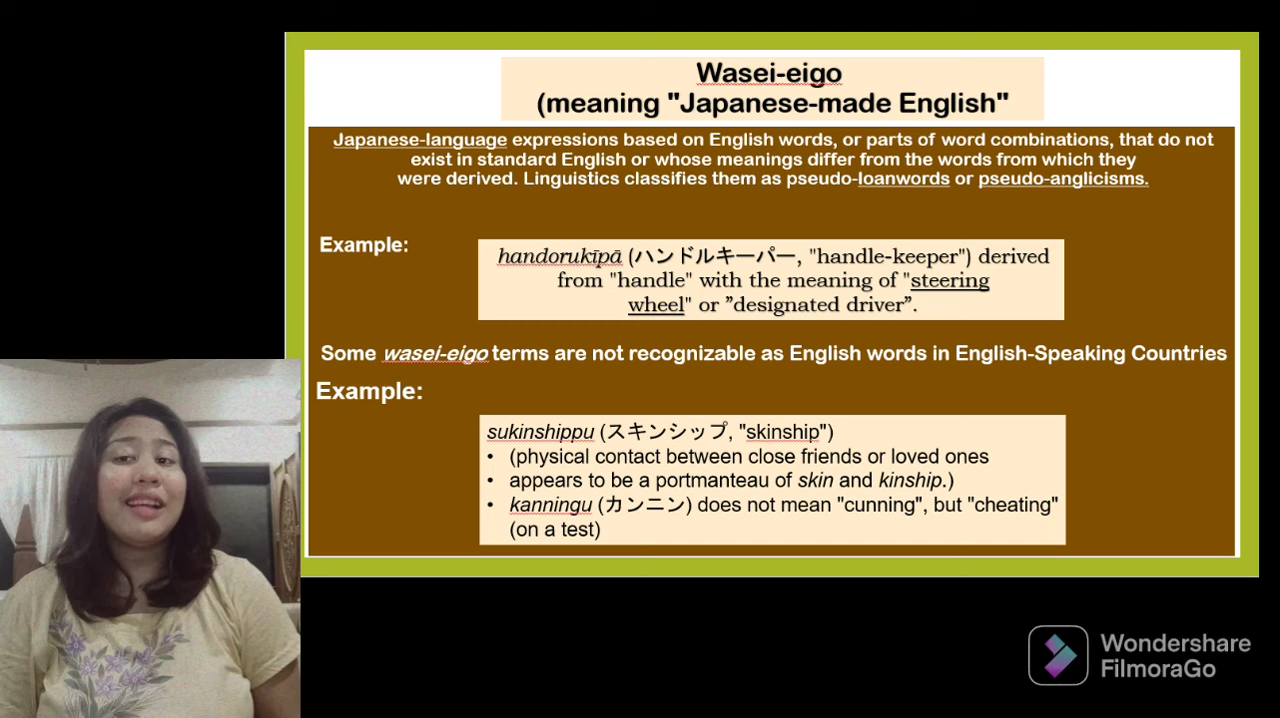 Wasei-eigo
(meaning "Japanese-made English"
Japanese-language expressions based on English words, or parts of word combinations, that do not
exist in standard English or whose meanings differ from the words from which they
were derived. Linguistics classifies them as pseudo-loanwords or pseudo-anglicisms.
Example:
handorukīpā (ハンドルキーパー, "handle-keeper") derived
from "handle" with the meaning of "steering
wheel" or ”designated driver”.
Some wasei-eigo terms are not recognizable as English words in English-Speaking Countries
Example:
sukinshippu (スキンシップ, "skinship")
• (physical contact between close friends or loved ones
• appears to be a portmanteau of skin and kinship.)
• kanningu (カンニン) does not mean "cunning", but "cheating"
(on a test)
Wondershare
FilmoraGo